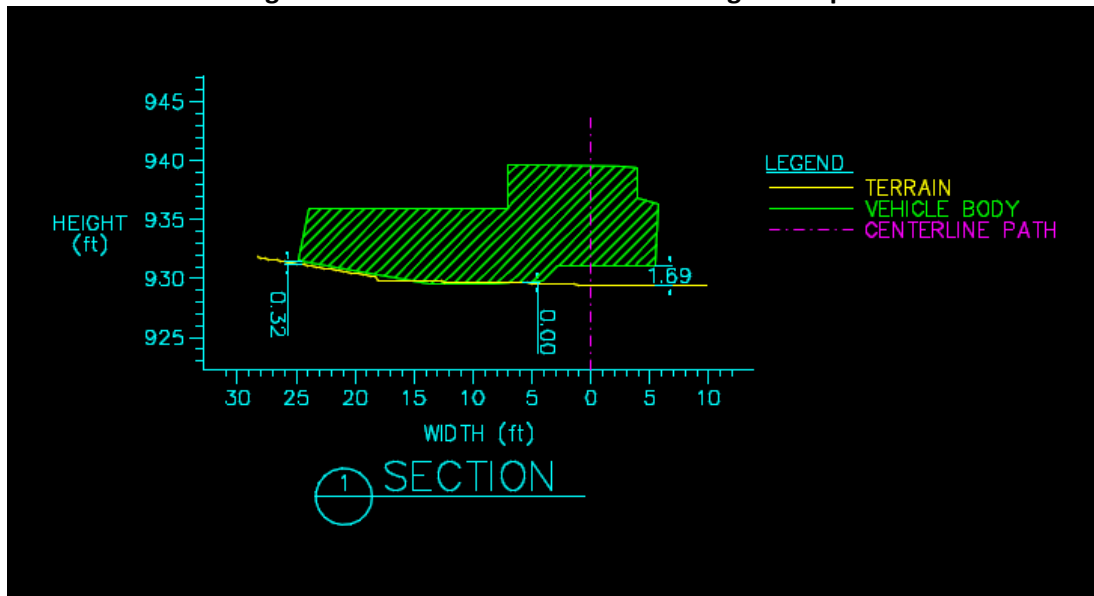 945
940
935
930
925
HEIGHT
(ft)
LEGEND
TERRAIN
VEHICLE BODY
CENTERLINE PATH
1.69
0.32
0.00
30 25 20 15 10 5 0 5 10
WIDTH (ft)
1 SECTION